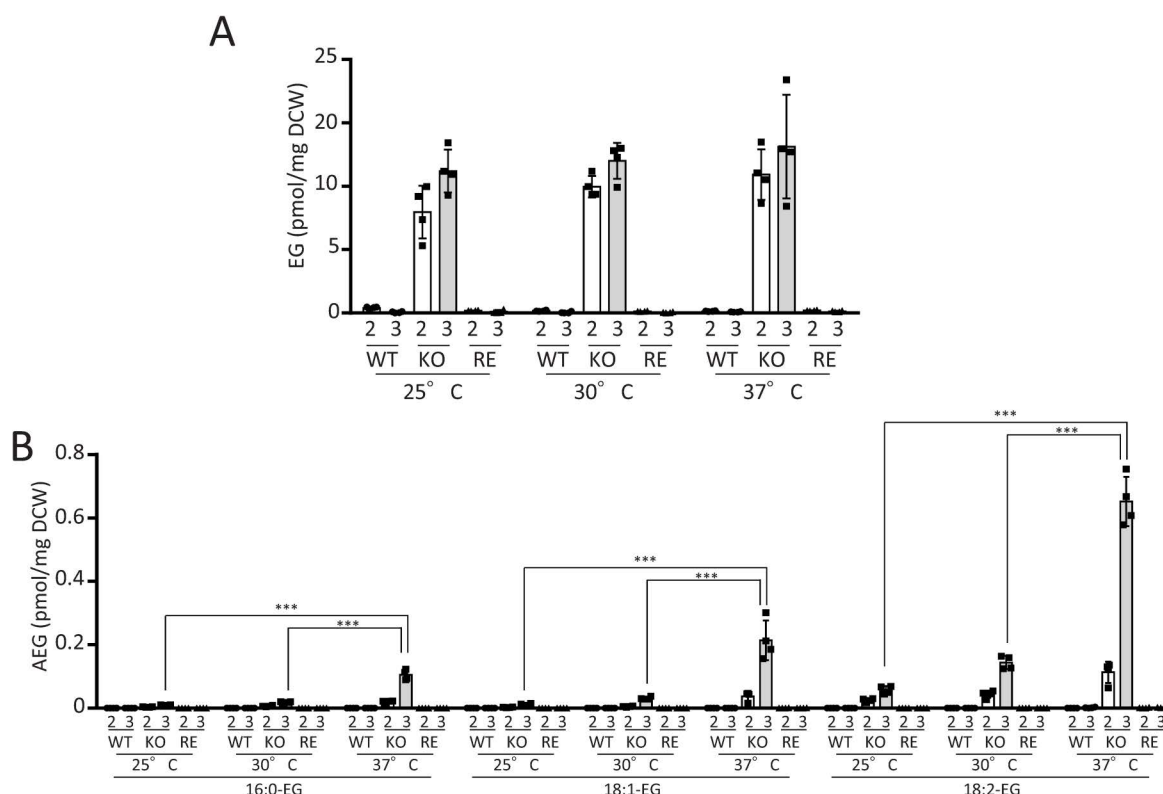 A
EG (pmol/mg DCW)
25
20
15
10
5
0
2 3 2 3 2 3 2 3 2 3 2 3 2 3 2 3 2 3
WT KO RE WT KO RE WT KO RE
25° C 30° C 37° C
B
AEG (pmol/mg DCW)
0.8
0.6
0.4
0.2
0
*** *** *** *** *** ***
2 3 2 3 2 3 2 3 2 3 2 3 2 3 2 3 2 3 2 3 2 3 2 3 2 3 2 3 2 3 2 3 2 3 2 3 2 3 2 3 2 3 2 3 2 3 2 3 2 3 2 3 2 3
WT KO RE WT KO RE WT KO RE WT KO RE WT KO RE WT KO RE WT KO RE WT KO RE WT KO RE
25° C 30° C 37° C 25° C 30° C 37° C 25° C 30° C 37° C
16:0-EG 18:1-EG 18:2-EG